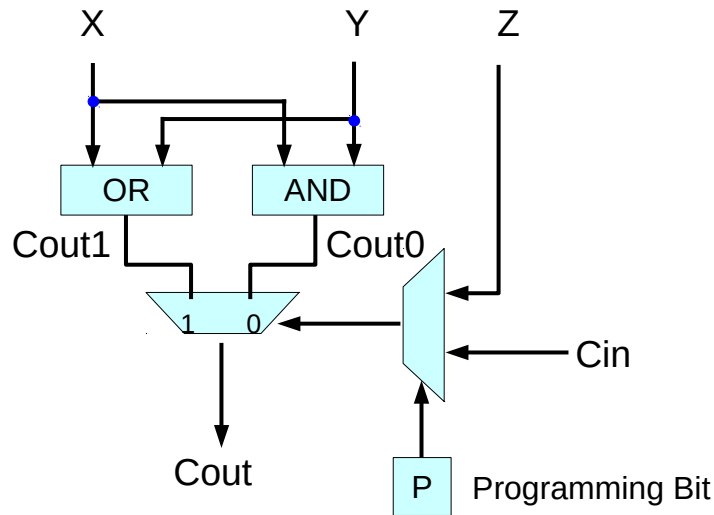 X
Y
Z
OR
AND
Cout1
Cout0
1
0
Cin
Cout
P
Programming Bit